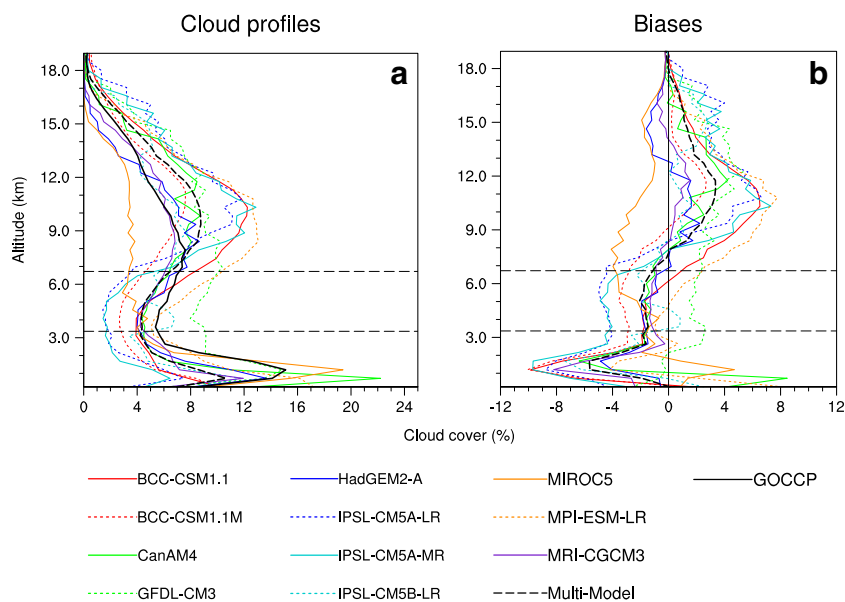 Cloud profiles Biases
a b
18.0 18.0
15.0 15.0
12.0 12.0
9.0 9.0
6.0 6.0
3.0 3.0
Altitude (km)
0 4 8 12 16 20 24 -12 -8 -4 0 4 8 12
Cloud cover (%)
BCC-CSM1.1 HadGEM2-A MIROC5 GOCCP
BCC-CSM1.1M IPSL-CM5A-LR MPI-ESM-LR
CanAM4 IPSL-CM5A-MR MRI-CGCM3
GFDL-CM3 IPSL-CM5B-LR Multi-Model